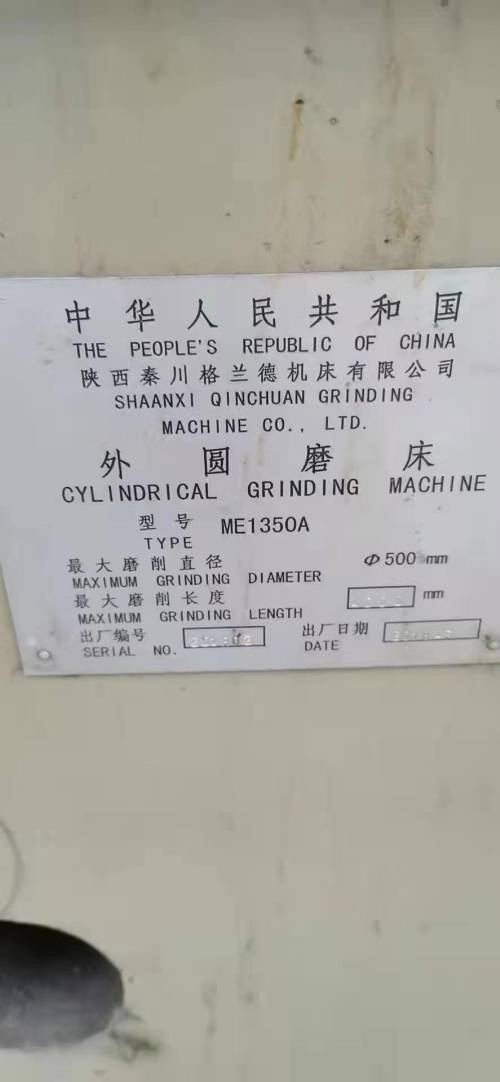 中华人民共和国
THE PEOPLE'S REPUBLIC OF CHINA
陕西秦川格兰德机床有限公司
SHAANXI QINCHUAN GRINDING
MACHINE CO., LTD.
外圆磨床
CYLINDRICAL GRINDING MACHINE
型号 ME1350A
TYPE
最大磨削直径 Φ500 mm
MAXIMUM GRINDING DIAMETER
最大磨削长度 mm
MAXIMUM GRINDING LENGTH
出厂编号 出厂日期
SERIAL NO. DATE